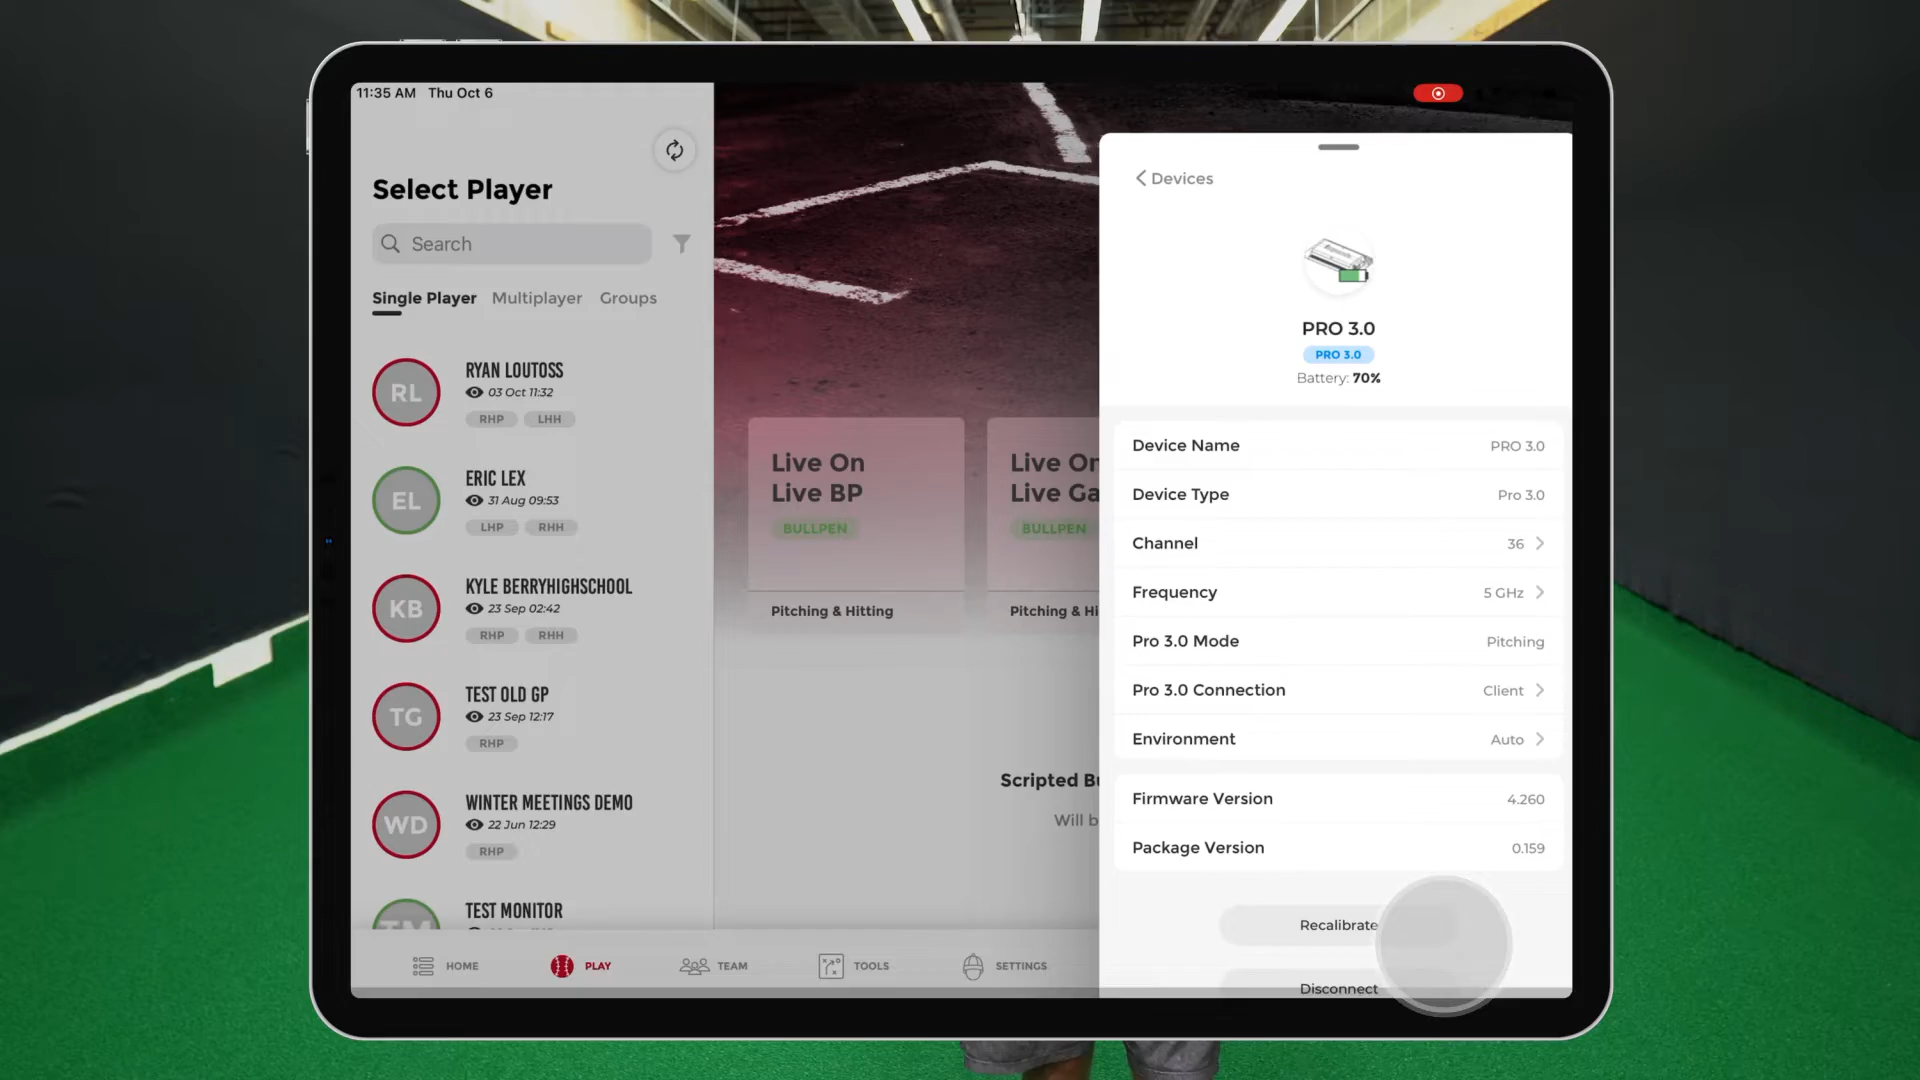 11:35 AM Thu Oct 6
Select Player
Search
Single Player Multiplayer Groups
RL
RYAN LOUTOSS
03 Oct 11:32
RHP LHH
EL
ERIC LEX
31 Aug 09:53
LHP RHH
KB
KYLE BERRYHIGHSCHOOL
23 Sep 02:42
RHP RHH
TG
TEST OLD GP
23 Sep 12:17
RHP
WD
WINTER MEETINGS DEMO
22 Jun 12:29
RHP
TM
TEST MONITOR
Live On
Live BP
BULLPEN
Pitching & Hitting
Live On
Live Ga
BULLPEN
Pitching & Hi
Scripted Bu
Will b
HOME PLAY TEAM TOOLS SETTINGS
Devices
PRO 3.0
PRO 3.0
Battery: 70%
Device Name PRO 3.0
Device Type Pro 3.0
Channel 36
Frequency 5 GHz
Pro 3.0 Mode Pitching
Pro 3.0 Connection Client
Environment Auto
Firmware Version 4.260
Package Version 0.159
Recalibrate
Disconnect